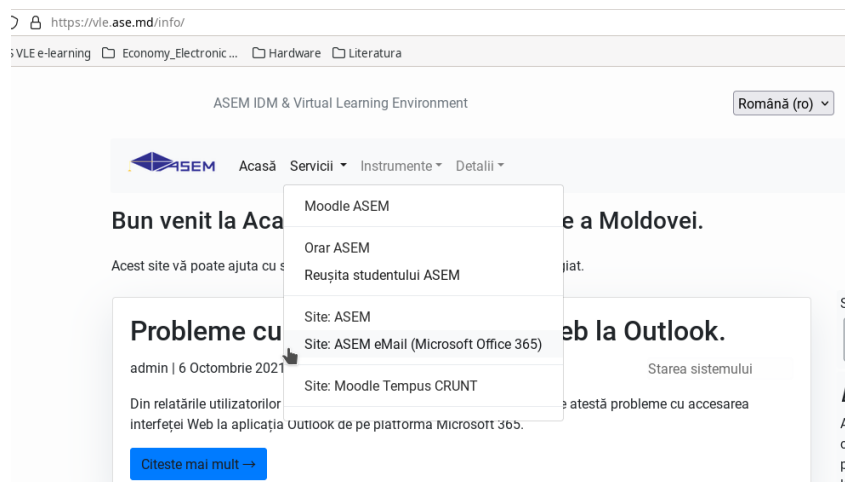 https://vle.ase.md/info/
VLE e-learning Economy_Electronic ... Hardware Literatura
ASEM IDM & Virtual Learning Environment
Română (ro)
ASEM Acasă Servicii Instrumente Detalii
Moodle ASEM
Bun venit la Aca e a Moldovei.
Orar ASEM
Acest site vă poate ajuta cu s giat.
Reușita studentului ASEM
Site: ASEM
Probleme cu eb la Outlook.
Site: ASEM eMail (Microsoft Office 365)
admin | 6 Octombrie 2021
Starea sistemului
Site: Moodle Tempus CRUNT
Din relatările utilizatorilor e atestă probleme cu accesarea
interfeței Web la aplicația Outlook de pe platforma Microsoft 365.
Citeste mai mult →